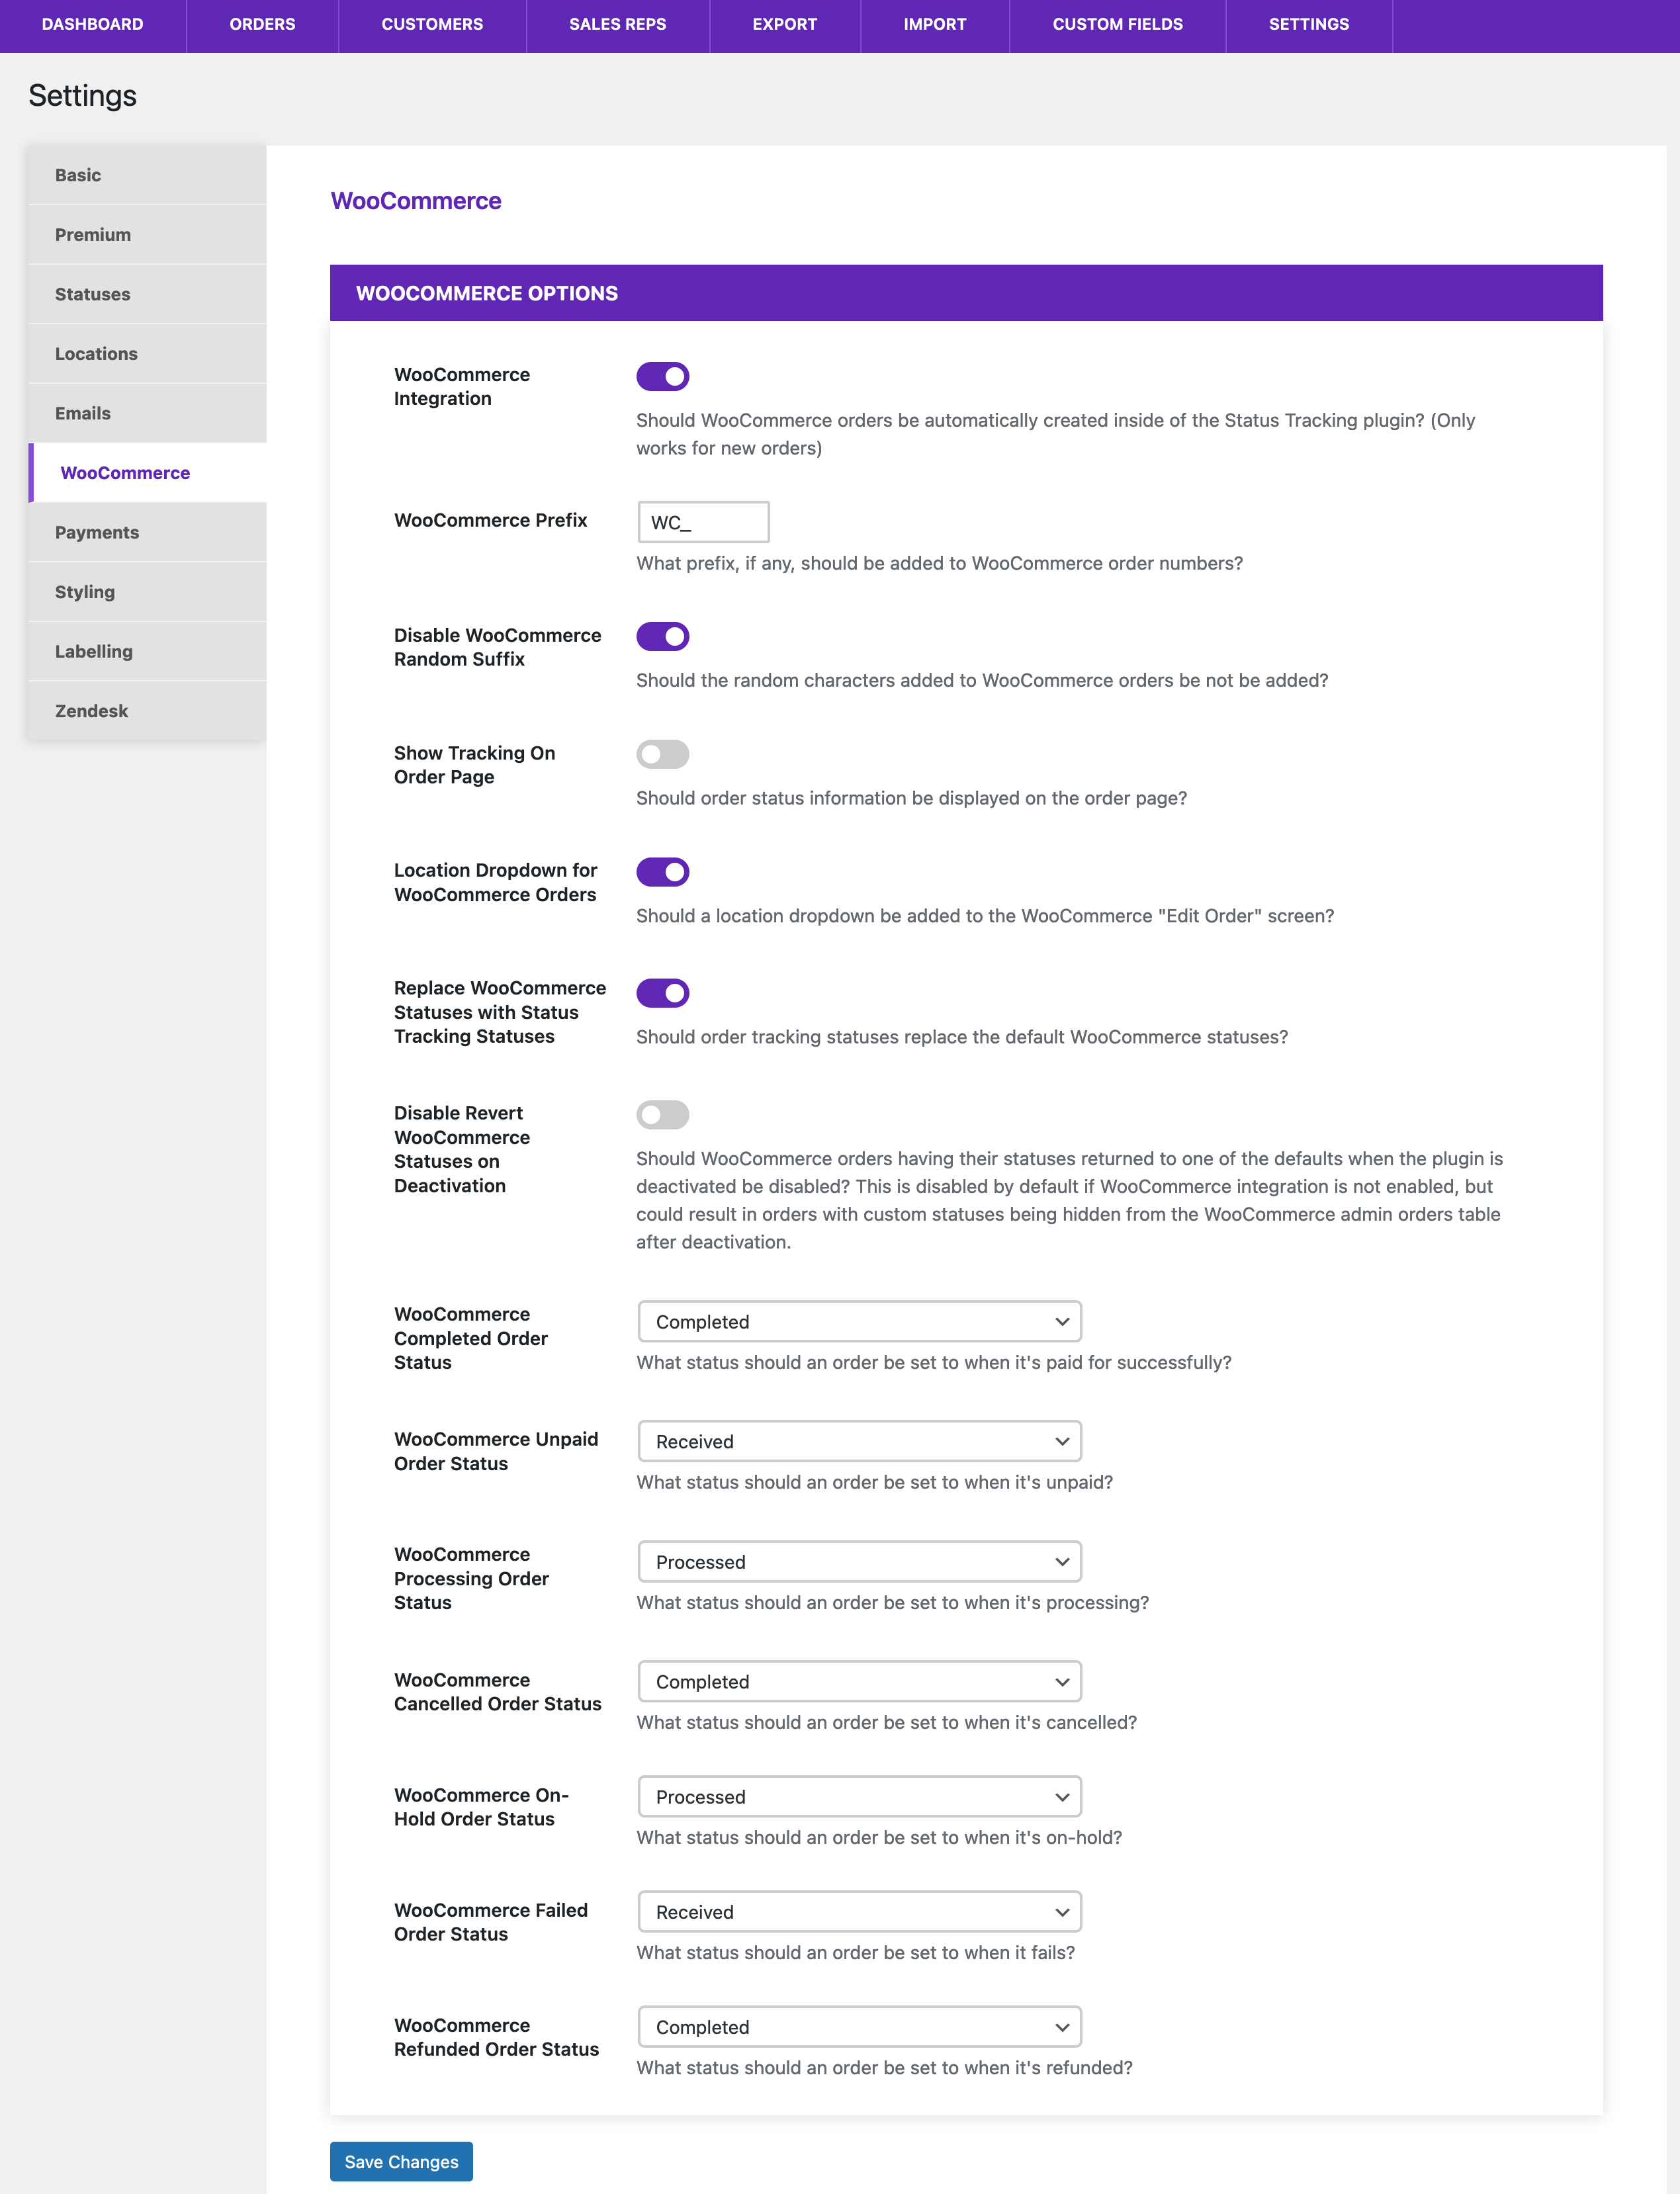 DASHBOARD ORDERS CUSTOMERS SALES REPS EXPORT IMPORT CUSTOM FIELDS SETTINGS
Settings
Basic
Premium
Statuses
Locations
Emails
WooCommerce
Payments
Styling
Labelling
Zendesk
WooCommerce
WOOCOMMERCE OPTIONS
WooCommerce
Integration
Should WooCommerce orders be automatically created inside of the Status Tracking plugin? (Only
works for new orders)
WooCommerce Prefix
WC_
What prefix, if any, should be added to WooCommerce order numbers?
Disable WooCommerce
Random Suffix
Should the random characters added to WooCommerce orders be not be added?
Show Tracking On
Order Page
Should order status information be displayed on the order page?
Location Dropdown for
WooCommerce Orders
Should a location dropdown be added to the WooCommerce "Edit Order" screen?
Replace WooCommerce
Statuses with Status
Tracking Statuses
Should order tracking statuses replace the default WooCommerce statuses?
Disable Revert
WooCommerce
Statuses on
Deactivation
Should WooCommerce orders having their statuses returned to one of the defaults when the plugin is
deactivated be disabled? This is disabled by default if WooCommerce integration is not enabled, but
could result in orders with custom statuses being hidden from the WooCommerce admin orders table
after deactivation.
WooCommerce
Completed Order
Status
Completed
What status should an order be set to when it's paid for successfully?
WooCommerce Unpaid
Order Status
Received
What status should an order be set to when it's unpaid?
WooCommerce
Processing Order
Status
Processed
What status should an order be set to when it's processing?
WooCommerce
Cancelled Order Status
Completed
What status should an order be set to when it's cancelled?
WooCommerce On-
Hold Order Status
Processed
What status should an order be set to when it's on-hold?
WooCommerce Failed
Order Status
Received
What status should an order be set to when it fails?
WooCommerce
Refunded Order Status
Completed
What status should an order be set to when it's refunded?
Save Changes